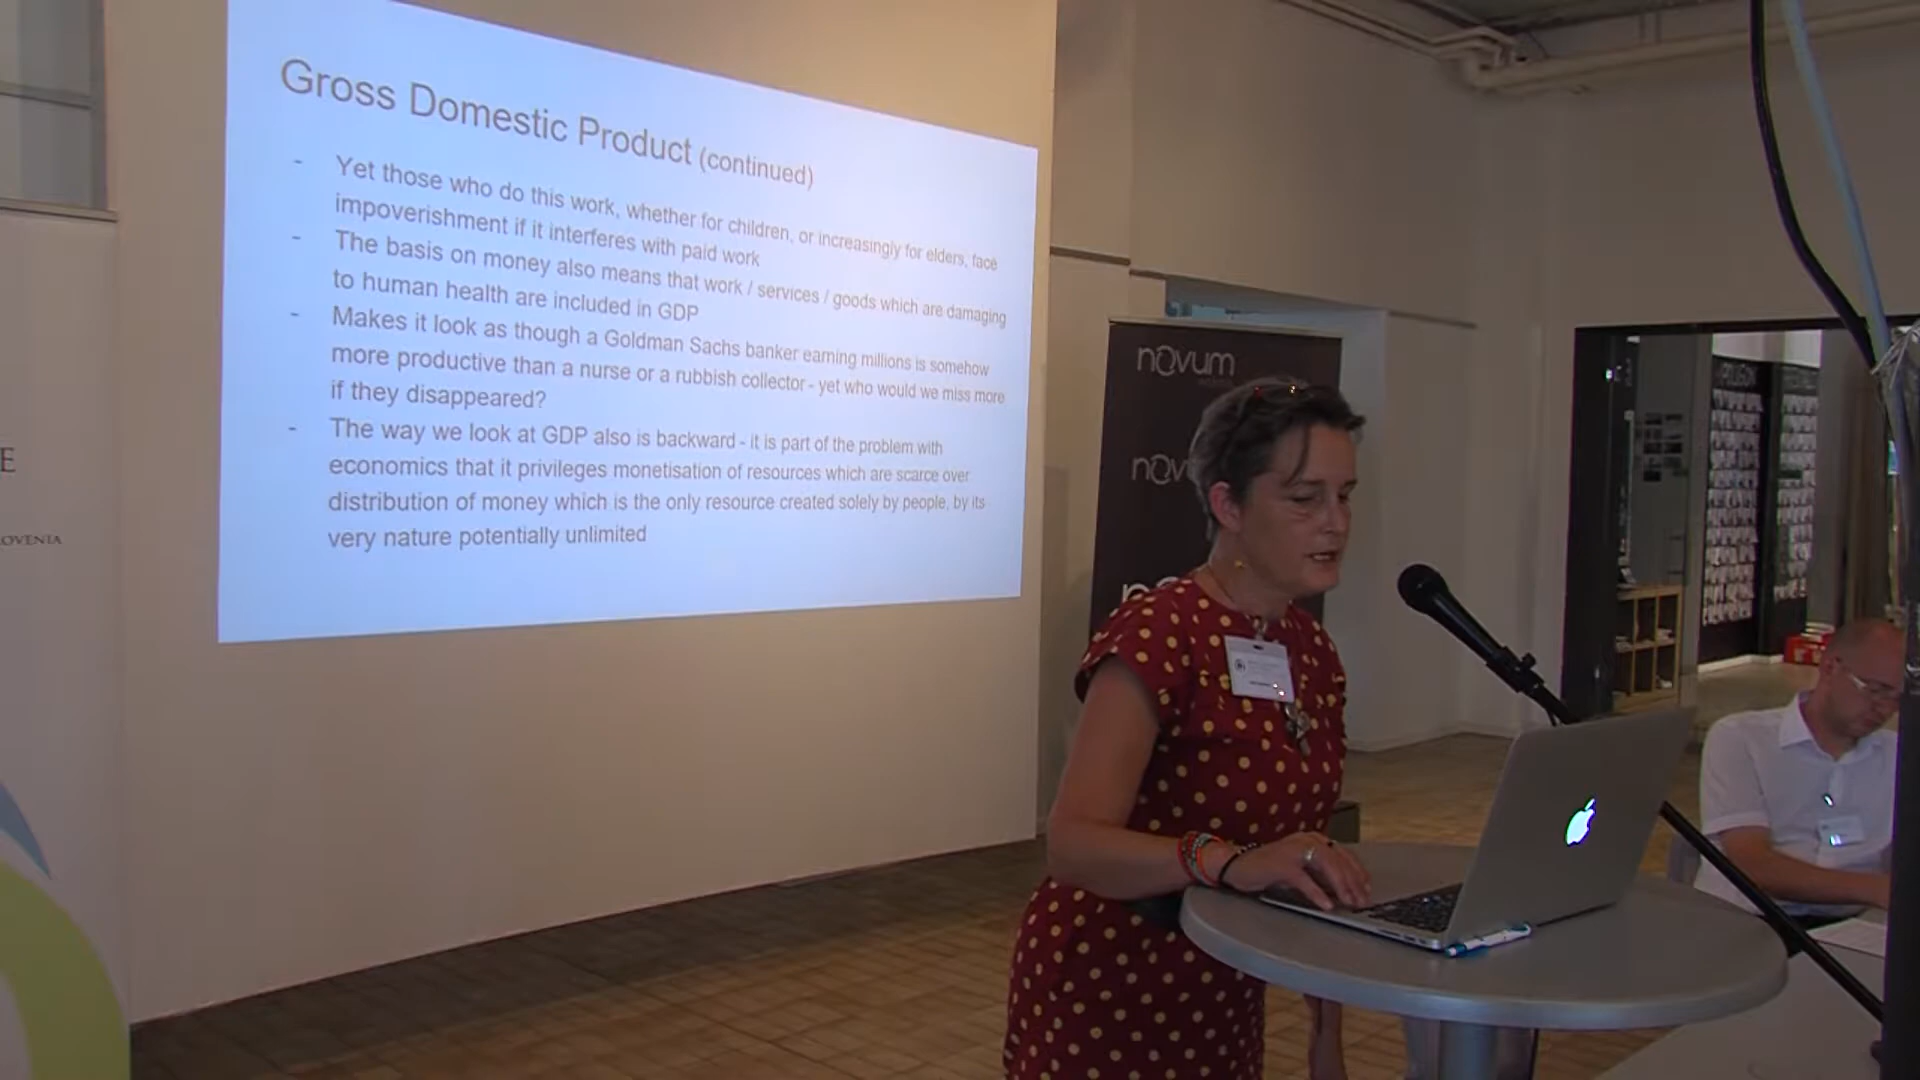 Gross Domestic Product (continued)
- Yet those who do this work, whether for children, or increasingly for elders, face
impoverishment if it interferes with paid work
- The basis on money also means that work / services / goods which are damaging
to human health are included in GDP
- Makes it look as though a Goldman Sachs banker earning millions is somehow
more productive than a nurse or a rubbish collector - yet who would we miss more
if they disappeared?
- The way we look at GDP also is backward - it is part of the problem with
economics that it privileges monetisation of resources which are scarce over
distribution of money which is the only resource created solely by people, by its
very nature potentially unlimited
E
OVENIA
novum
nov
n